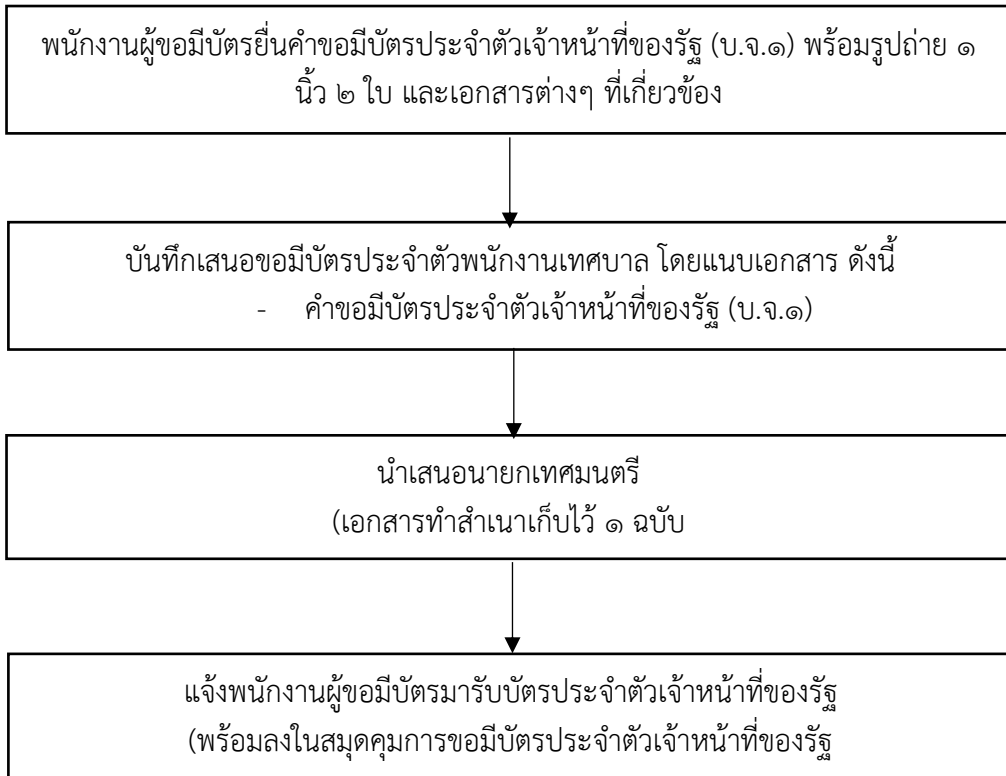 พนักงานผู้ขอมีบัตรยื่นคำขอมีบัตรประจำตัวเจ้าหน้าที่ของรัฐ (บ.จ.๑) พร้อมรูปถ่าย ๑
นิ้ว ๒ ใบ และเอกสารต่างๆ ที่เกี่ยวข้อง
บันทึกเสนอขอมีบัตรประจำตัวพนักงานเทศบาล โดยแนบเอกสาร ดังนี้
- คำขอมีบัตรประจำตัวเจ้าหน้าที่ของรัฐ (บ.จ.๑)
นำเสนอนายกเทศมนตรี
(เอกสารทำสำเนาเก็บไว้ ๑ ฉบับ
แจ้งพนักงานผู้ขอมีบัตรมารับบัตรประจำตัวเจ้าหน้าที่ของรัฐ
(พร้อมลงในสมุดคุมการขอมีบัตรประจำตัวเจ้าหน้าที่ของรัฐ